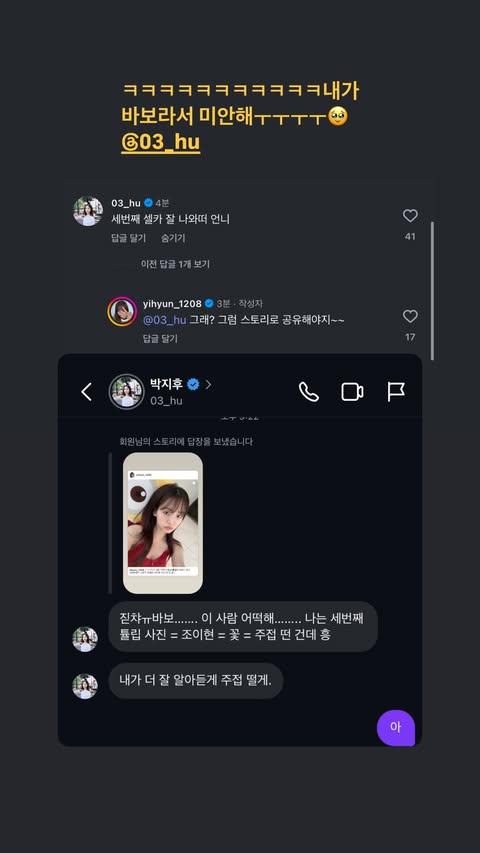 ㅋㅋㅋㅋㅋㅋㅋㅋㅋㅋㅋ내가
바보라서 미안해ㅜㅜㅜㅜ🥹
@03_hu
03_hu 4분
세번째 셀카 잘 나와떠 언니
답글 달기 숨기기
41
이전 답글 1개 보기
yihyun_1208 3분 · 작성자
@03_hu 그래? 그럼 스토리로 공유해야지~~
답글 달기
17
박지후
03_hu
회원님의 스토리에 답장을 보냈습니다
짇챠ㅠ바보....... 이 사람 어떡해........ 나는 세번째
튤립 사진 = 조이현 = 꽃 = 주접 떤 건데 흥
내가 더 잘 알아듣게 주접 떨게.
아